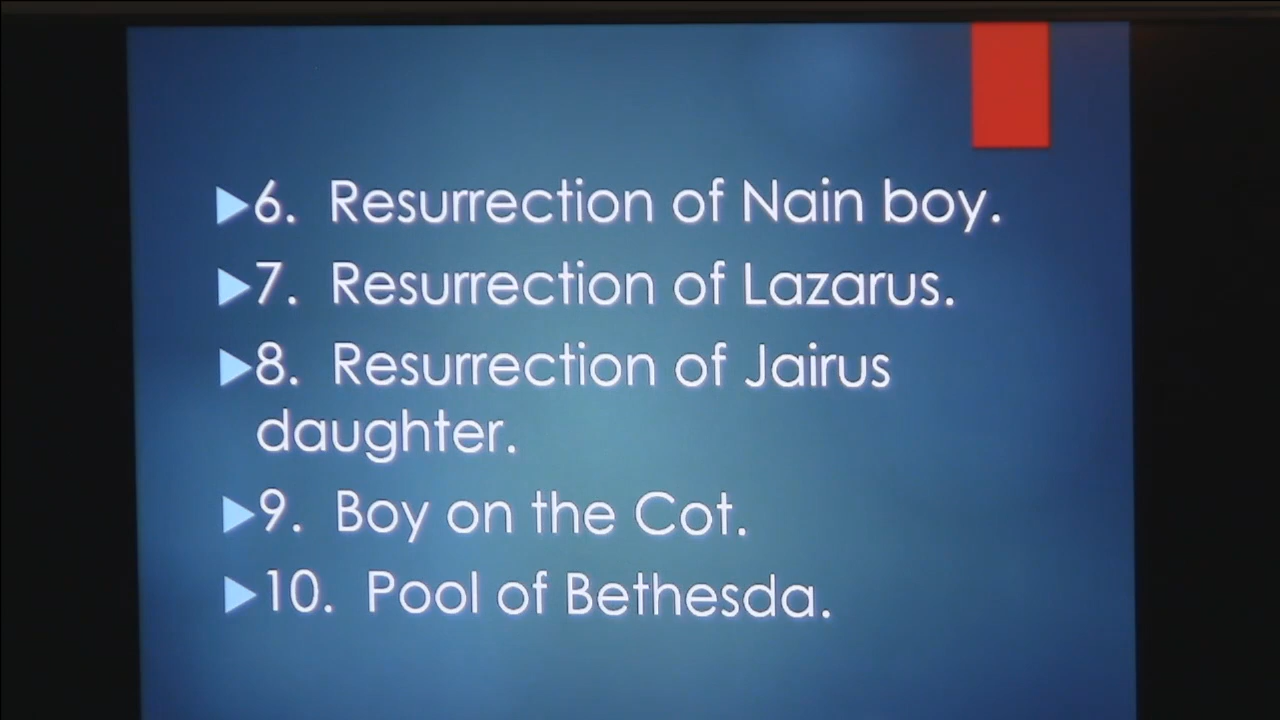 6. Resurrection of Nain boy.
7. Resurrection of Lazarus.
8. Resurrection of Jairus
daughter.
9. Boy on the Cot.
10. Pool of Bethesda.